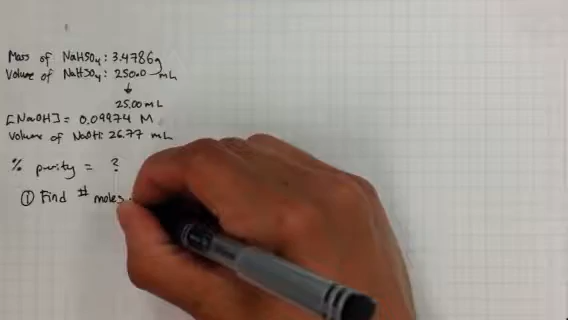 Mass of NaHSO4: 3.4786g
Volume of NaHSO4: 250.0 mL
↓
25.00 mL
[NaOH] = 0.09974 M
Volume of NaOH: 26.77 mL
% purity = ?
① Find # moles